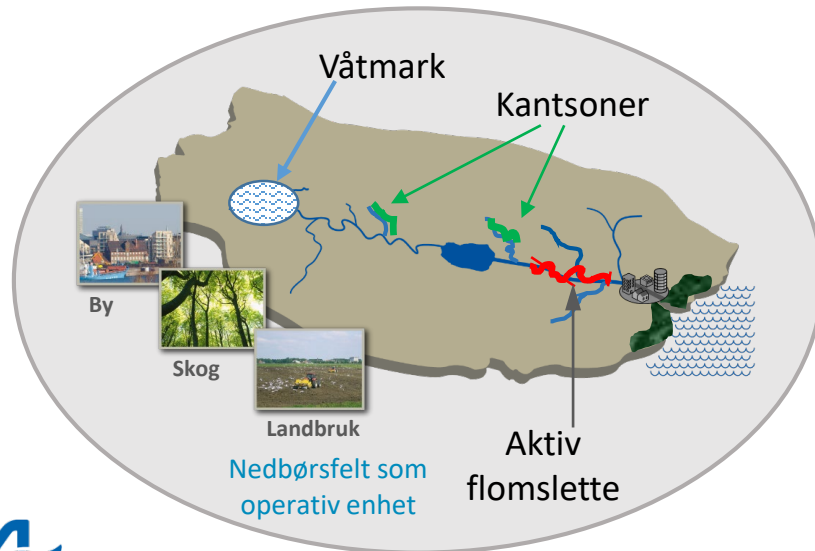 Våtmark
Kantsoner
By
Skog
Landbruk
Nedbørsfelt som
operativ enhet
Aktiv
flomslette